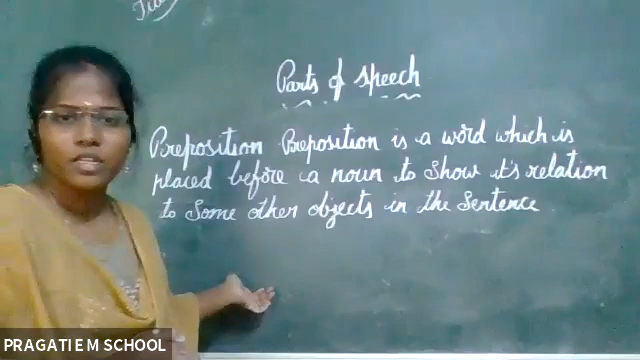 Parts of speech
Preposition Preposition is a word which is
placed before a noun to show it's relation
to some other objects in the sentence
PRAGATI E M SCHOOL